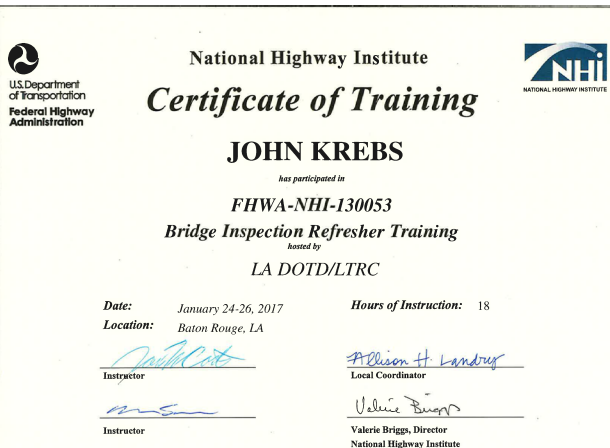 National Highway Institute
U.S. Department
of Transportation
Federal Highway
Administration
NHi
NATIONAL HIGHWAY INSTITUTE
Certificate of Training
JOHN KREBS
has participated in
FHWA-NHI-130053
Bridge Inspection Refresher Training
hosted by
LA DOTD/LTRC
Date: January 24-26, 2017
Hours of Instruction: 18
Location: Baton Rouge, LA
Allison H. Landry
Instructor
Local Coordinator
Valerie Briggs
Instructor
Valerie Briggs, Director
National Highway Institute